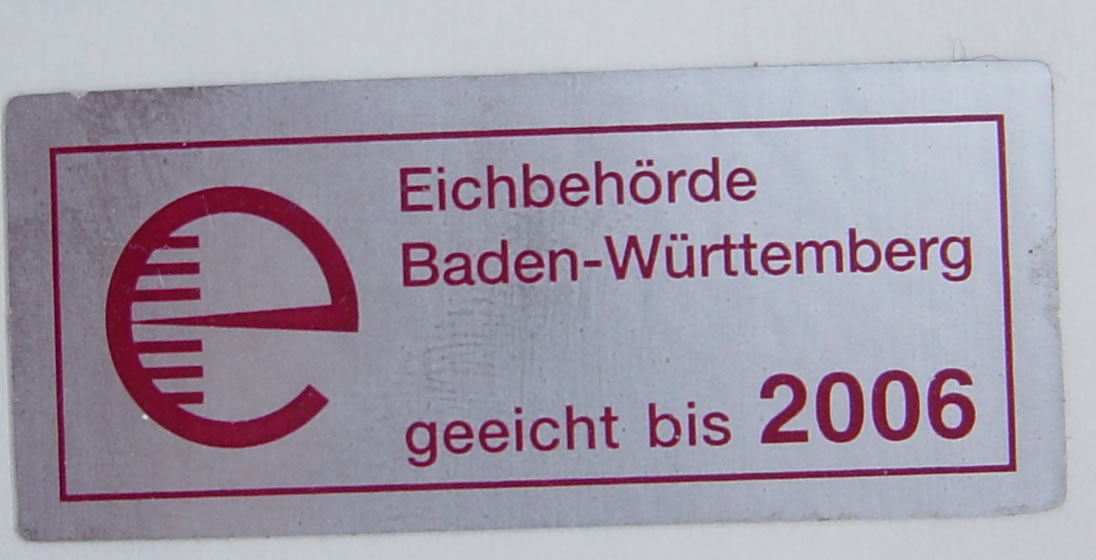 Eichbehörde
Baden-Württemberg
geeicht bis 2006